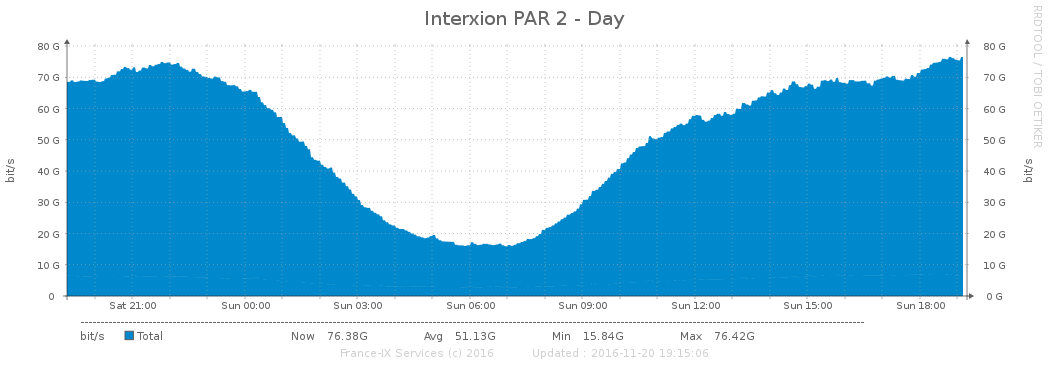 Interxion PAR 2 - Day
RRDTOOL / TOBI OETIKER
80 G 80 G
70 G 70 G
60 G 60 G
50 G 50 G
40 G 40 G
30 G 30 G
20 G 20 G
10 G 10 G
0 0 G
bit/s
bit/s
Sat 21:00 Sun 00:00 Sun 03:00 Sun 06:00 Sun 09:00 Sun 12:00 Sun 15:00 Sun 18:00
bit/s Total Now 76.38G Avg 51.13G Min 15.84G Max 76.42G
France-IX Services (c) 2016 Updated : 2016-11-20 19:15:06